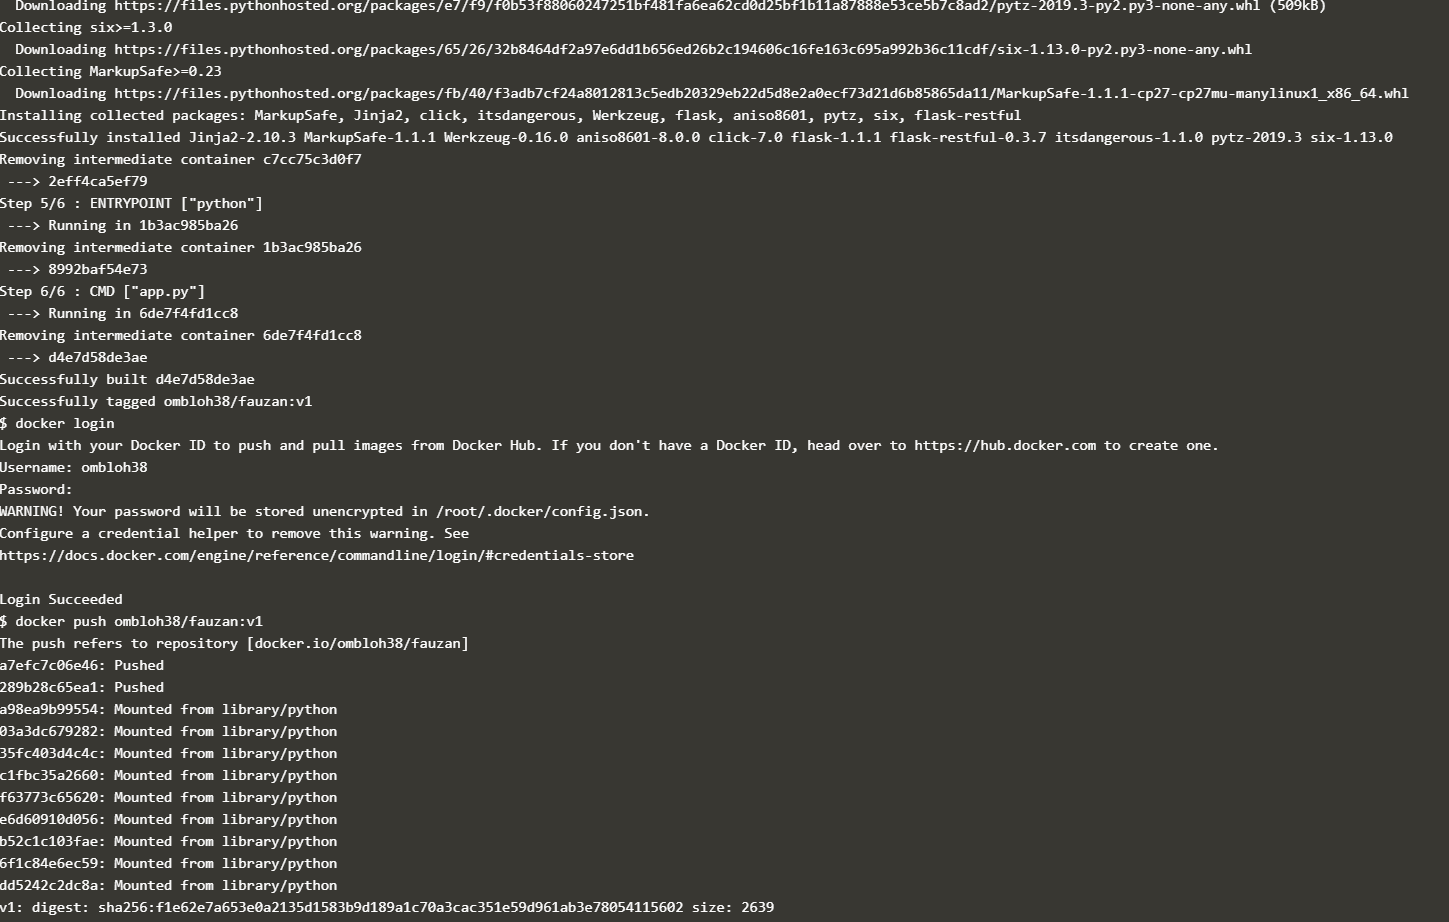 Downloading https://files.pythonhosted.org/packages/e7/f9/f0b53f88060247251bf481fa6ea62cd0d25bf1b11a87888e53ce5b7c8ad2/pytz-2019.3-py2.py3-none-any.whl (509kB)
Collecting six>=1.3.0
  Downloading https://files.pythonhosted.org/packages/65/26/32b8464df2a97e6dd1b656ed26b2c194606c16fe163c695a992b36c11cdf/six-1.13.0-py2.py3-none-any.whl
Collecting MarkupSafe>=0.23
  Downloading https://files.pythonhosted.org/packages/fb/40/f3adb7cf24a8012813c5edb20329eb22d5d8e2a0ecf73d21d6b85865da11/MarkupSafe-1.1.1-cp27-cp27mu-manylinux1_x86_64.whl
Installing collected packages: MarkupSafe, Jinja2, click, itsdangerous, Werkzeug, flask, aniso8601, pytz, six, flask-restful
Successfully installed Jinja2-2.10.3 MarkupSafe-1.1.1 Werkzeug-0.16.0 aniso8601-8.0.0 click-7.0 flask-1.1.1 flask-restful-0.3.7 itsdangerous-1.1.0 pytz-2019.3 six-1.13.0
Removing intermediate container c7cc75c3d0f7
 ---> 2eff4ca5ef79
Step 5/6 : ENTRYPOINT ["python"]
 ---> Running in 1b3ac985ba26
Removing intermediate container 1b3ac985ba26
 ---> 8992baf54e73
Step 6/6 : CMD ["app.py"]
 ---> Running in 6de7f4fd1cc8
Removing intermediate container 6de7f4fd1cc8
 ---> d4e7d58de3ae
Successfully built d4e7d58de3ae
Successfully tagged ombloh38/fauzan:v1
$ docker login
Login with your Docker ID to push and pull images from Docker Hub. If you don't have a Docker ID, head over to https://hub.docker.com to create one.
Username: ombloh38
Password:
WARNING! Your password will be stored unencrypted in /root/.docker/config.json.
Configure a credential helper to remove this warning. See
https://docs.docker.com/engine/reference/commandline/login/#credentials-store
Login Succeeded
$ docker push ombloh38/fauzan:v1
The push refers to repository [docker.io/ombloh38/fauzan]
a7efc7c06e46: Pushed
289b28c65ea1: Pushed
a98ea9b99554: Mounted from library/python
03a3dc679282: Mounted from library/python
35fc403d4c4c: Mounted from library/python
c1fbc35a2660: Mounted from library/python
f63773c65620: Mounted from library/python
e6d60910d056: Mounted from library/python
b52c1c103fae: Mounted from library/python
6f1c84e6ec59: Mounted from library/python
dd5242c2dc8a: Mounted from library/python
v1: digest: sha256:f1e62e7a653e0a2135d1583b9d189a1c70a3cac351e59d961ab3e78054115602 size: 2639